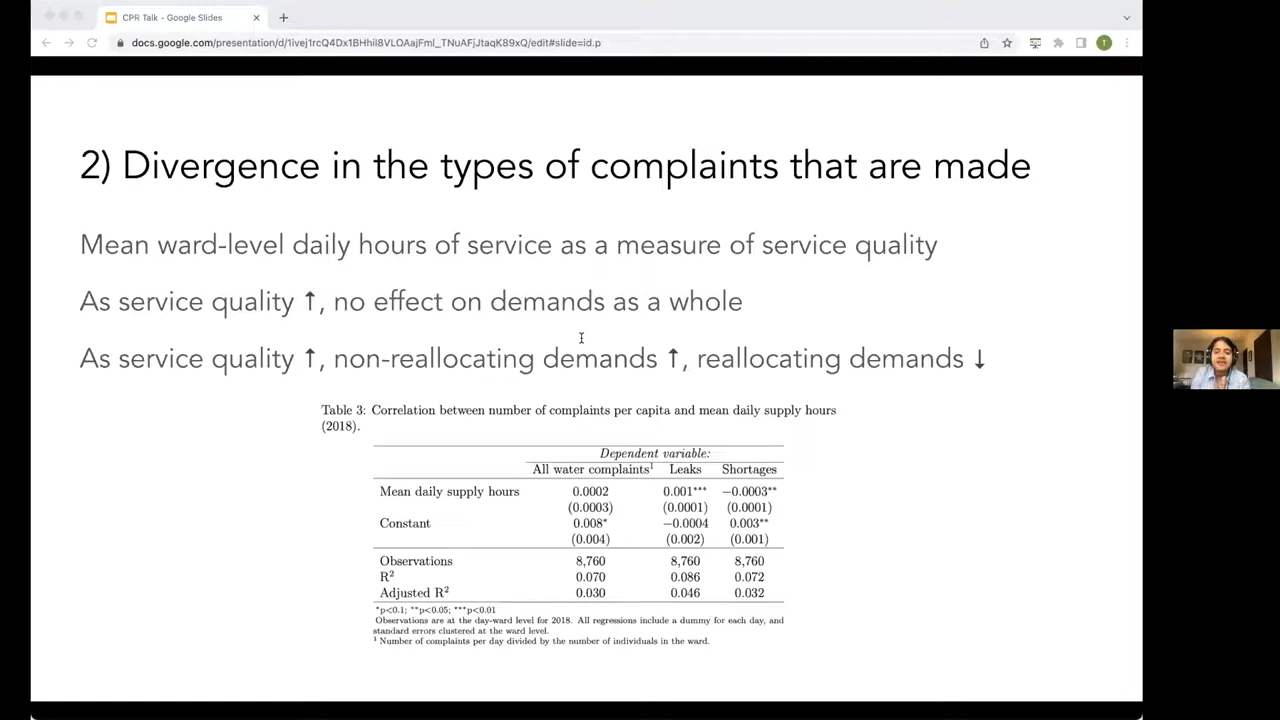 CPR Talk - Google Slides
docs.google.com/presentation/d/1ivej1rcQ4Dx1BHhil8VLOAajFml_TNuAFjJtaqK89xQ/edit#slide=id.p
T
2) Divergence in the types of complaints that are made
Mean ward-level daily hours of service as a measure of service quality
As service quality ↑, no effect on demands as a whole
As service quality ↑, non-reallocating demands ↑, reallocating demands ↓
Table 3: Correlation between number of complaints per capita and mean daily supply hours
(2018).
Dependent variable:
All water complaints¹ Leaks Shortages
Mean daily supply hours 0.0002 0.001*** −0.0003**
(0.0003) (0.0001) (0.0001)
Constant 0.008* −0.0004 0.003**
(0.004) (0.002) (0.001)
Observations 8,760 8,760 8,760
R² 0.070 0.086 0.072
Adjusted R² 0.030 0.046 0.032
*p<0.1; **p<0.05; ***p<0.01
Observations are at the day-ward level for 2018. All regressions include a dummy for each day, and
standard errors clustered at the ward level.
¹ Number of complaints per day divided by the number of individuals in the ward.